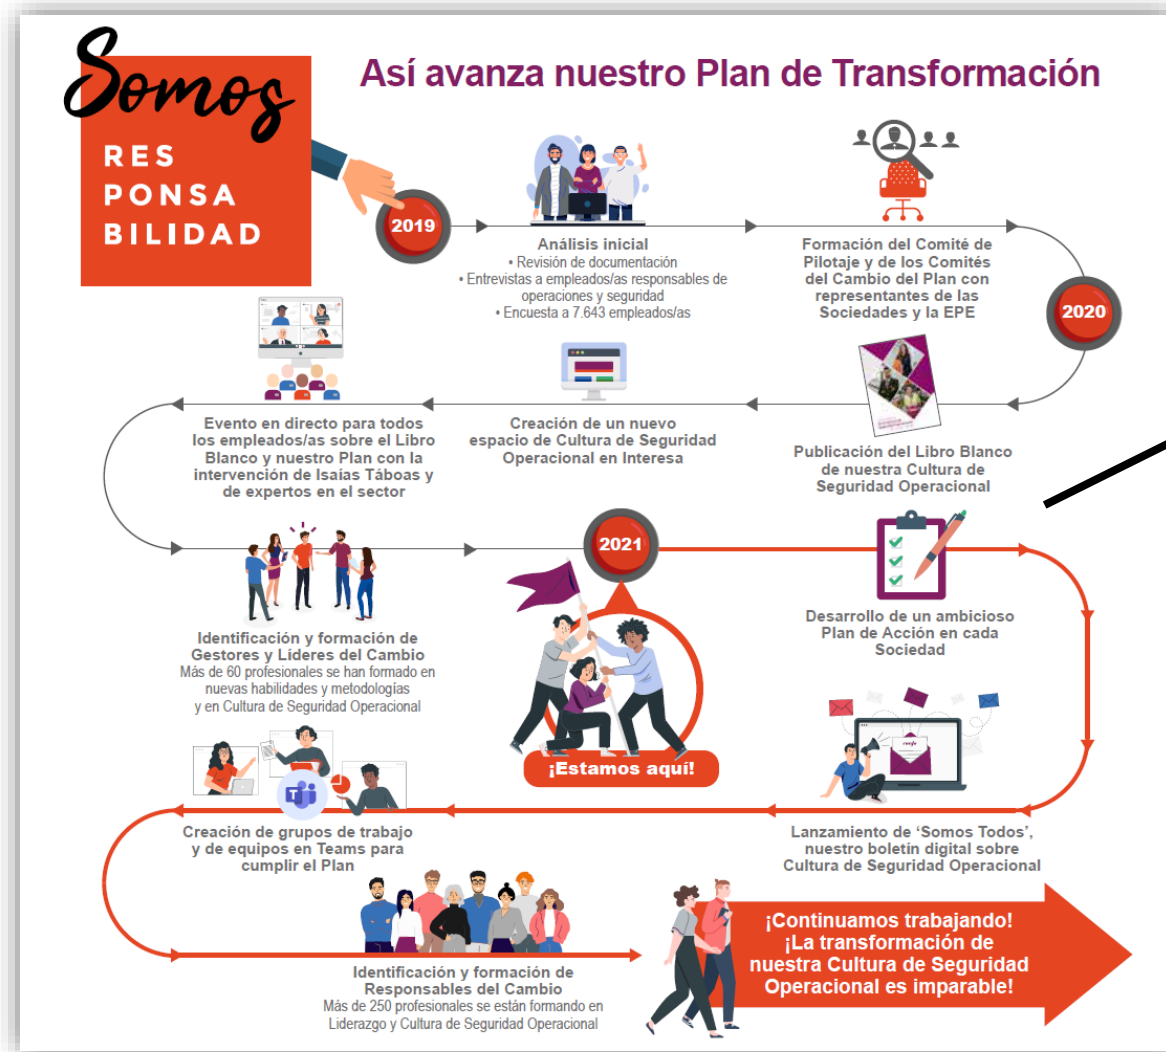 Somos
RES
PONSA
BILIDAD
Así avanza nuestro Plan de Transformación
2019
Análisis inicial
• Revisión de documentación
• Entrevistas a empleados/as responsables de
operaciones y seguridad
• Encuesta a 7.643 empleados/as
Formación del Comité de
Pilotaje y de los Comités
del Cambio del Plan con
representantes de las
Sociedades y la EPE
2020
Publicación del Libro Blanco
de nuestra Cultura de
Seguridad Operacional
Creación de un nuevo
espacio de Cultura de Seguridad
Operacional en Interesa
Evento en directo para todos
los empleados/as sobre el Libro
Blanco y nuestro Plan con la
intervención de Isaías Táboas y
de expertos en el sector
Identificación y formación de
Gestores y Líderes del Cambio
Más de 60 profesionales se han formado en
nuevas habilidades y metodologías
y en Cultura de Seguridad Operacional
2021
¡Estamos aquí!
Desarrollo de un ambicioso
Plan de Acción en cada
Sociedad
renfe
Lanzamiento de ‘Somos Todos’,
nuestro boletín digital sobre
Cultura de Seguridad Operacional
T
Creación de grupos de trabajo
y de equipos en Teams para
cumplir el Plan
Identificación y formación de
Responsables del Cambio
Más de 250 profesionales se están formando en
Liderazgo y Cultura de Seguridad Operacional
¡Continuamos trabajando!
¡La transformación de
nuestra Cultura de Seguridad
Operacional es imparable!